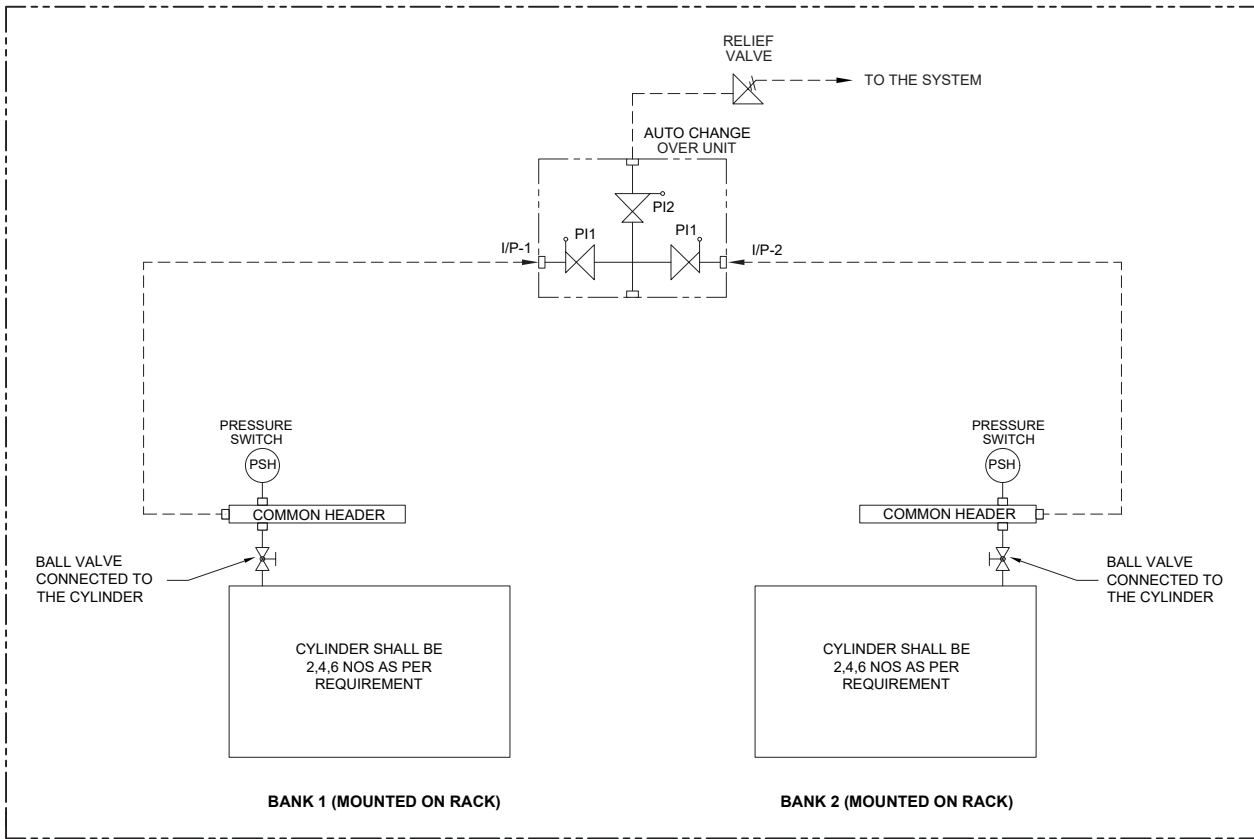 RELIEF
VALVE
TO THE SYSTEM
AUTO CHANGE
OVER UNIT
PI2
PI1
PI1
I/P-1
I/P-2
PRESSURE
SWITCH
PSH
COMMON HEADER
BALL VALVE
CONNECTED TO
THE CYLINDER
CYLINDER SHALL BE
2,4,6 NOS AS PER
REQUIREMENT
BANK 1 (MOUNTED ON RACK)
PRESSURE
SWITCH
PSH
COMMON HEADER
BALL VALVE
CONNECTED TO
THE CYLINDER
CYLINDER SHALL BE
2,4,6 NOS AS PER
REQUIREMENT
BANK 2 (MOUNTED ON RACK)